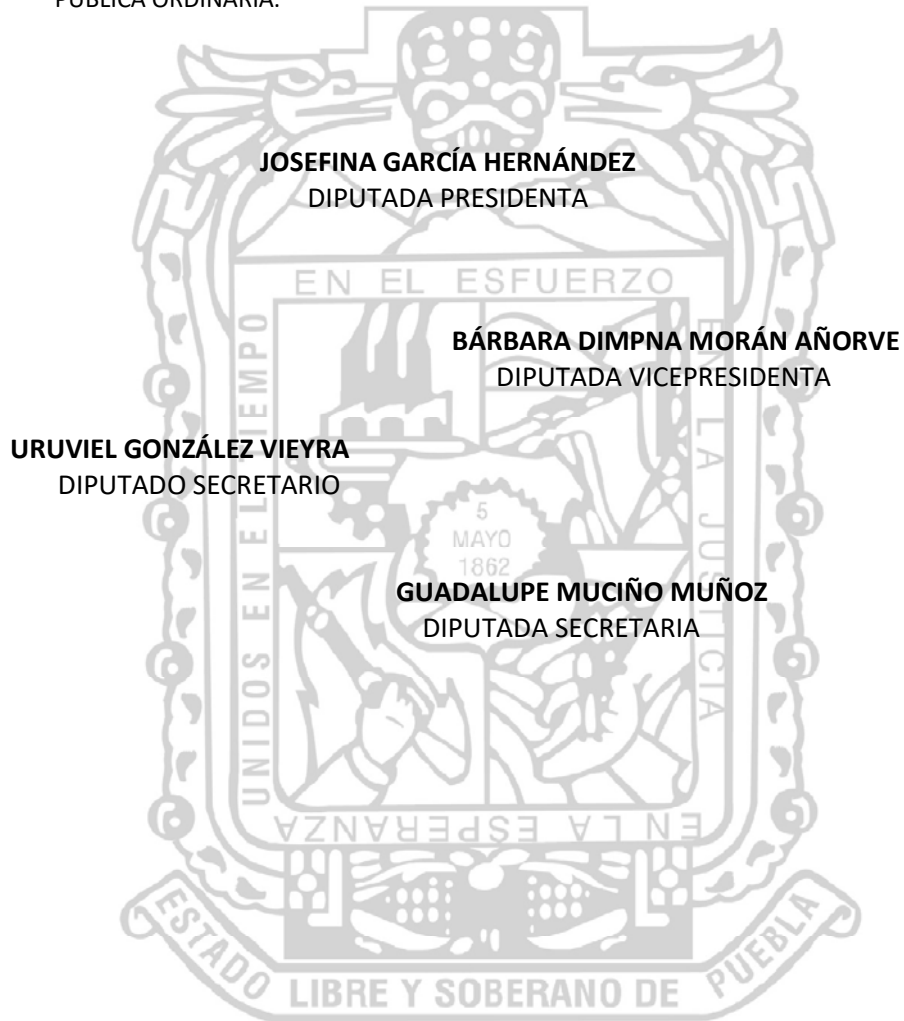 PÚBLICA ORDINARIA.
JOSEFINA GARCÍA HERNÁNDEZ
DIPUTADA PRESIDENTA
BÁRBARA DIMPNA MORÁN AÑORVE
DIPUTADA VICEPRESIDENTA
URUVIEL GONZÁLEZ VIEYRA
DIPUTADO SECRETARIO
GUADALUPE MUCIÑO MUÑOZ
DIPUTADA SECRETARIA
UNIDOS EN EL TIEMPO
EN EL ESFUERZO
EN LA JUSTICIA
EN LA ESPERANZA
5
MAYO
1862
ESTADO LIBRE Y SOBERANO DE PUEBLA